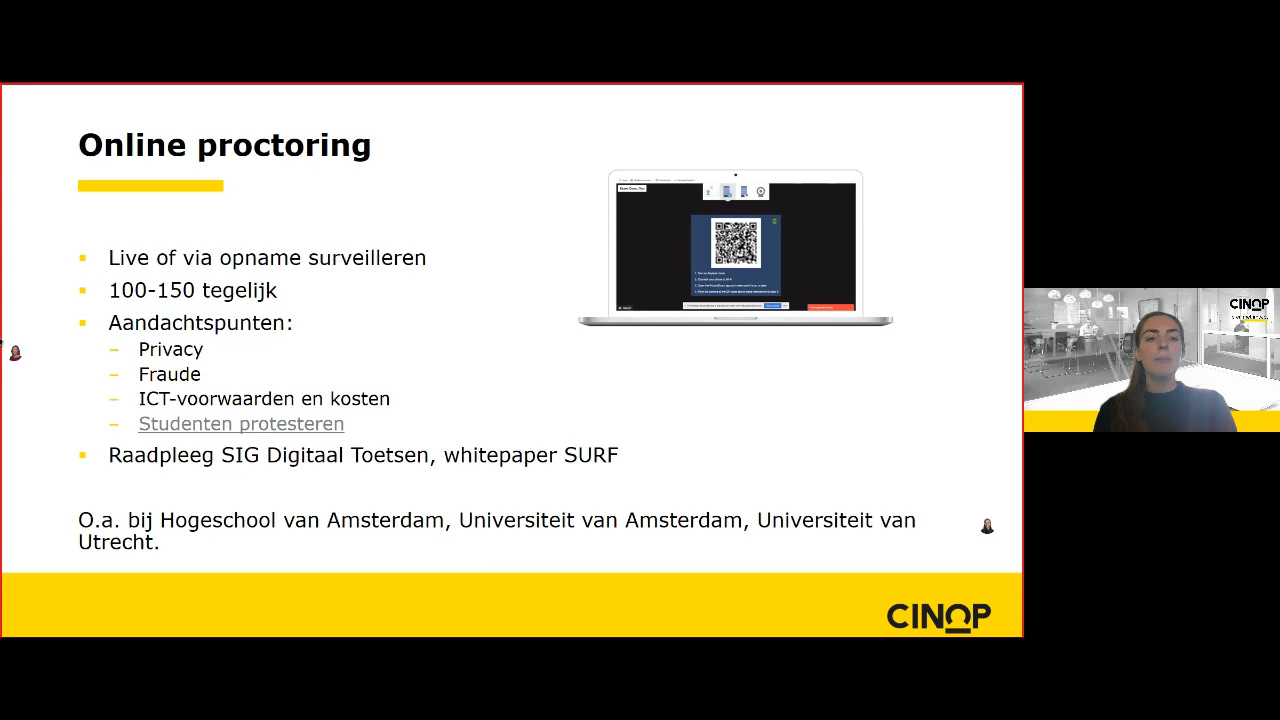 Online proctoring
Live of via opname surveilleren
100-150 tegelijk
Aandachtspunten:
– Privacy
– Fraude
– ICT-voorwaarden en kosten
– Studenten protesteren
Raadpleeg SIG Digitaal Toetsen, whitepaper SURF
O.a. bij Hogeschool van Amsterdam, Universiteit van Amsterdam, Universiteit van
Utrecht.
CINOP
CINOP